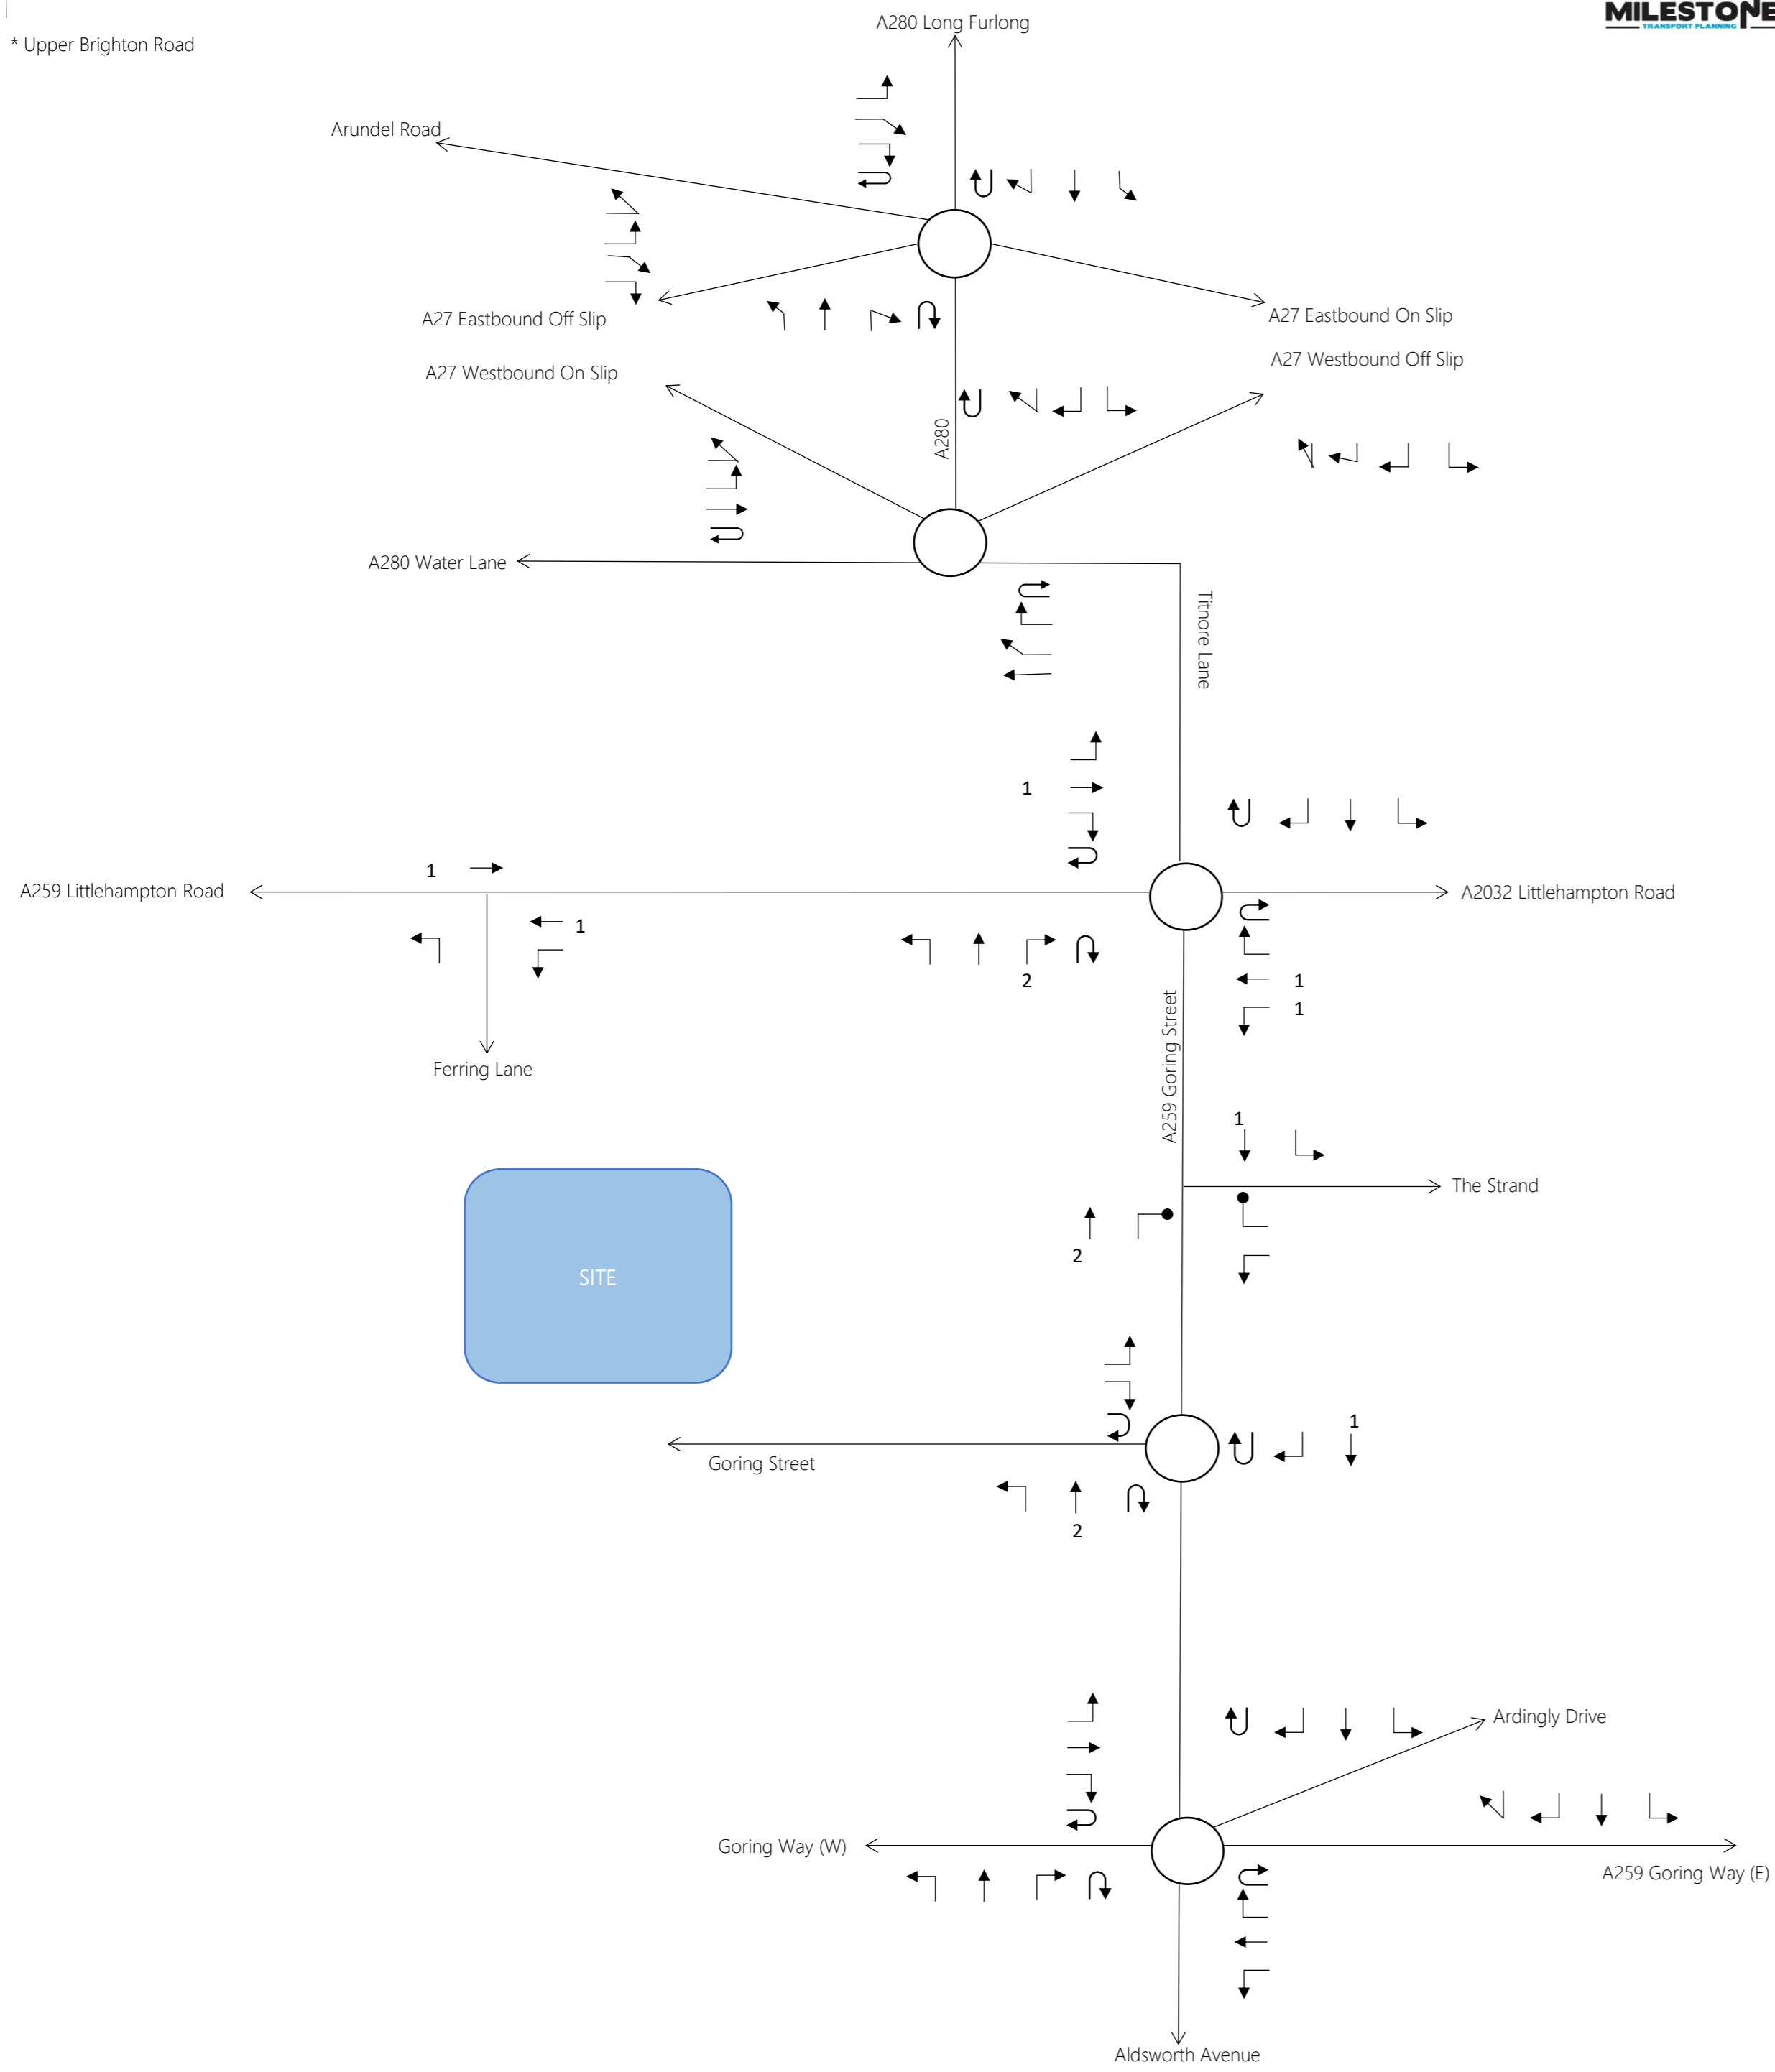 MILESTONE
TRANSPORT PLANNING
* Upper Brighton Road
A280 Long Furlong
Arundel Road
A27 Eastbound Off Slip
A27 Eastbound On Slip
A27 Westbound On Slip
A27 Westbound Off Slip
A280
A280 Water Lane
Titnore Lane
1
1
A259 Littlehampton Road
A2032 Littlehampton Road
1
2
1
1
A259 Goring Street
Ferring Lane
1
The Strand
2
SITE
1
Goring Street
2
Ardingly Drive
Goring Way (W)
A259 Goring Way (E)
Aldsworth Avenue